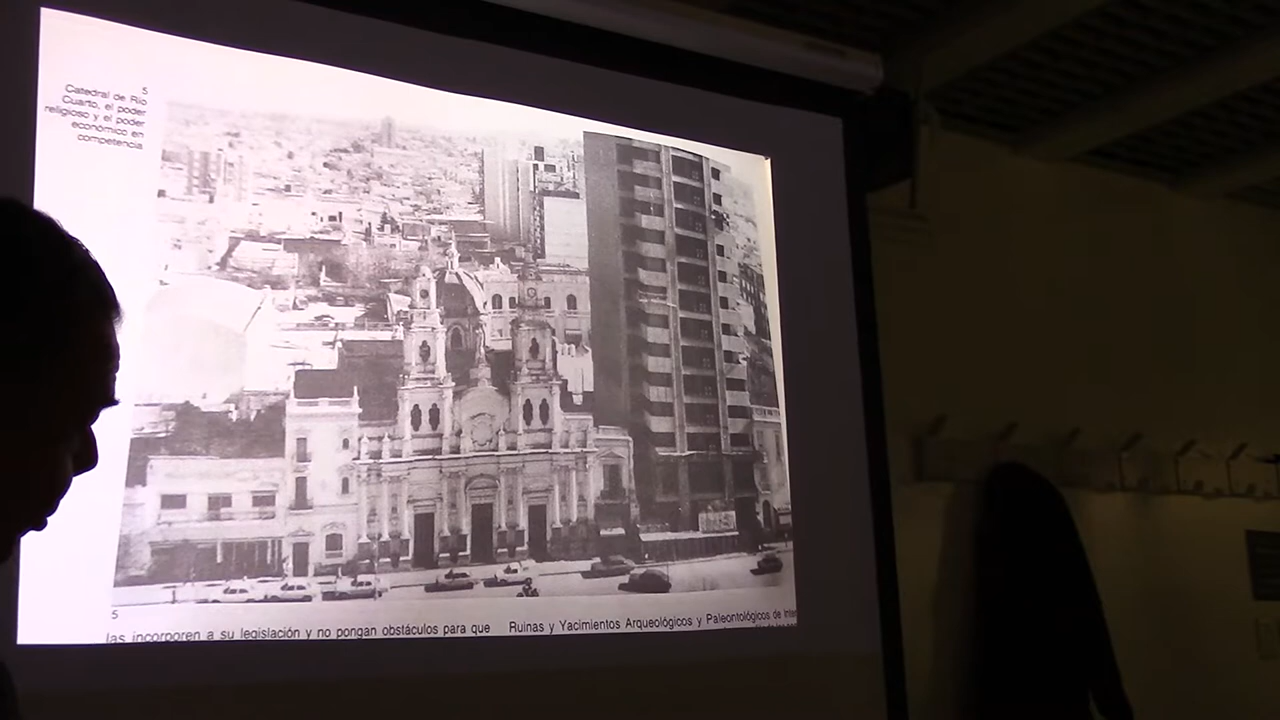 5
Catedral de Río
Cuarto, el poder
religioso y el poder
económico en
competencia
5
las incorporen a su legislación y no pongan obstáculos para que
Ruinas y Yacimientos Arqueológicos y Paleontológicos de